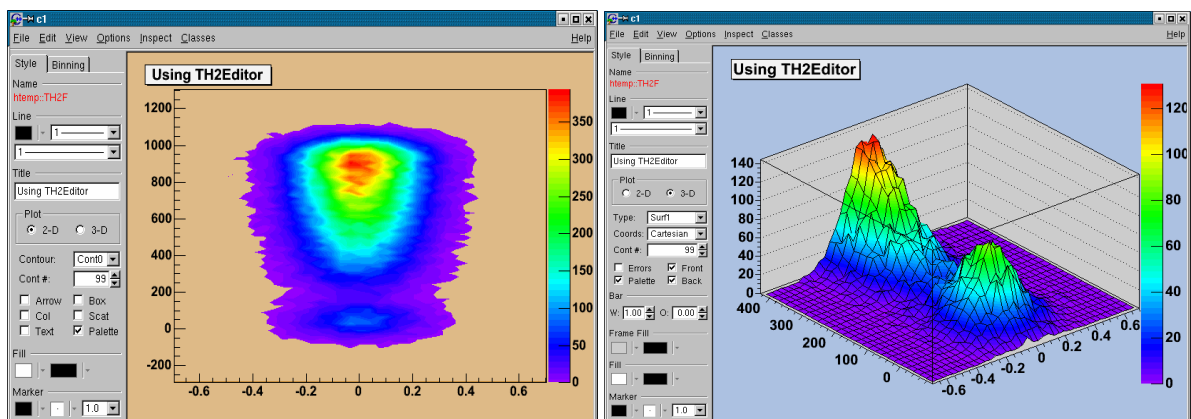 c1
File Edit View Options Inspect Classes Help
Style Binning
Name
htemp::TH2F
Line
1
1
Title
Using TH2Editor
Plot
2-D 3-D
Contour: Cont0
Cont #: 99
Arrow Box
Col Scat
Text Palette
Fill
Marker
1.0
Using TH2Editor
1200
1000
800
600
400
200
0
-200
-0.6 -0.4 -0.2 0 0.2 0.4 0.6
350
300
250
200
150
100
50
0
c1
File Edit View Options Inspect Classes Help
Style Binning
Name
htemp::TH2F
Line
1
1
Title
Using TH2Editor
Plot
2-D 3-D
Type: Surf1
Coords: Cartesian
Cont #: 99
Errors Front
Palette Back
Bar
W: 1.00 O: 0.00
Frame Fill
Fill
Marker
1.0
Using TH2Editor
140
120
100
80
60
40
20
0
400 300 200 100 0
-0.6 -0.4 -0.2 0 0.2 0.4 0.6
120
100
80
60
40
20
0